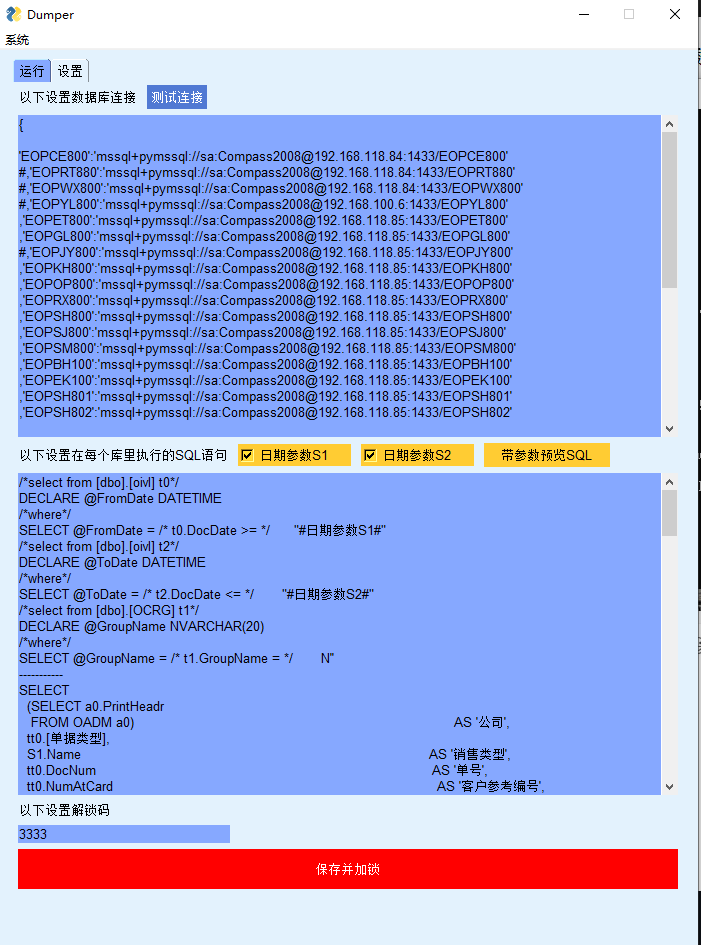 Dumper
系统
运行 设置
以下设置数据库连接 测试连接
{
'EOPCE800':'mssql+pymssql://sa:Compass2008@192.168.118.84:1433/EOPCE800'
#,'EOPRT880':'mssql+pymssql://sa:Compass2008@192.168.118.84:1433/EOPRT880'
#,'EOPWX800':'mssql+pymssql://sa:Compass2008@192.168.118.84:1433/EOPWX800'
#,'EOPYL800':'mssql+pymssql://sa:Compass2008@192.168.100.6:1433/EOPYL800'
,'EOPET800':'mssql+pymssql://sa:Compass2008@192.168.118.85:1433/EOPET800'
,'EOPGL800':'mssql+pymssql://sa:Compass2008@192.168.118.85:1433/EOPGL800'
#,'EOPJY800':'mssql+pymssql://sa:Compass2008@192.168.118.85:1433/EOPJY800'
,'EOPKH800':'mssql+pymssql://sa:Compass2008@192.168.118.85:1433/EOPKH800'
,'EOPOP800':'mssql+pymssql://sa:Compass2008@192.168.118.85:1433/EOPOP800'
,'EOPRX800':'mssql+pymssql://sa:Compass2008@192.168.118.85:1433/EOPRX800'
,'EOPSH800':'mssql+pymssql://sa:Compass2008@192.168.118.85:1433/EOPSH800'
,'EOPSJ800':'mssql+pymssql://sa:Compass2008@192.168.118.85:1433/EOPSJ800'
,'EOPSM800':'mssql+pymssql://sa:Compass2008@192.168.118.85:1433/EOPSM800'
,'EOPBH100':'mssql+pymssql://sa:Compass2008@192.168.118.85:1433/EOPBH100'
,'EOPEK100':'mssql+pymssql://sa:Compass2008@192.168.118.85:1433/EOPEK100'
,'EOPSH801':'mssql+pymssql://sa:Compass2008@192.168.118.85:1433/EOPSH801'
,'EOPSH802':'mssql+pymssql://sa:Compass2008@192.168.118.85:1433/EOPSH802'
以下设置在每个库里执行的SQL语句 日期参数S1 日期参数S2 带参数预览SQL
/*select from [dbo].[oivl] t0*/
DECLARE @FromDate DATETIME
/*where*/
SELECT @FromDate = /* t0.DocDate >= */ "#日期参数S1#"
/*select from [dbo].[oivl] t2*/
DECLARE @ToDate DATETIME
/*where*/
SELECT @ToDate = /* t2.DocDate <= */ "#日期参数S2#"
/*select from [dbo].[OCRG] t1*/
DECLARE @GroupName NVARCHAR(20)
/*where*/
SELECT @GroupName = /* t1.GroupName = */ N''
-----------
SELECT
(SELECT a0.PrintHeadr
FROM OADM a0) AS '公司',
tt0.[单据类型],
S1.Name AS '销售类型',
tt0.DocNum AS '单号',
tt0.NumAtCard AS '客户参考编号',
以下设置解锁码
3333
保存并加锁